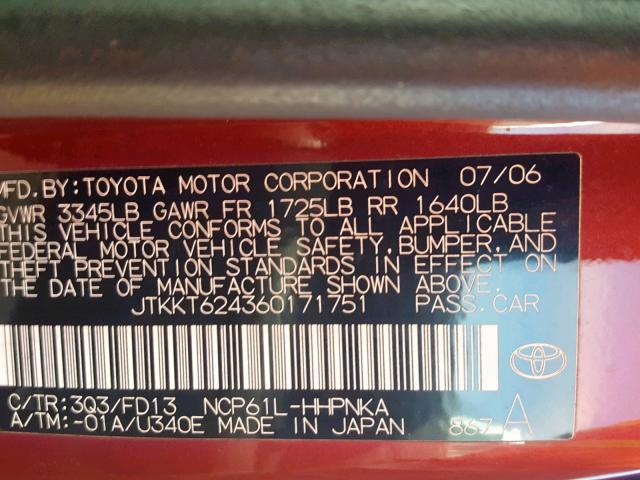 MFD. BY: TOYOTA MOTOR CORPORATION 07/06
GVWR 3345LB GAWR FR 1725LB RR 1640LB
THIS VEHICLE CONFORMS TO ALL APPLICABLE
FEDERAL MOTOR VEHICLE SAFETY, BUMPER, AND
THEFT PREVENTION STANDARDS IN EFFECT ON
THE DATE OF MANUFACTURE SHOWN ABOVE.
JTKKT624360171751 PASS. CAR
C/TR: 3Q3/FD13 NCP61L-HHPNKA
A/TM: -01A/U340E MADE IN JAPAN 867 A